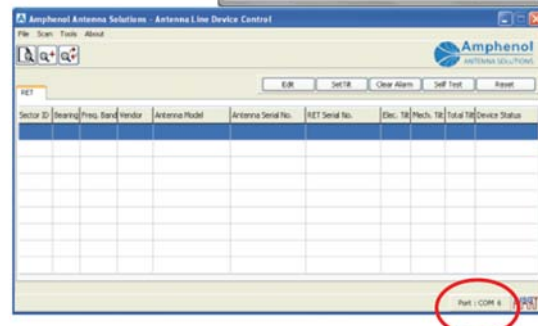 Amphenol Antenna Solutions - Antenna Line Device Control
File Scan Tools About
Amphenol
ANTENNA SOLUTIONS
Edit Set Tilt Clear Alarm Self Test Reset
RET
Sector ID Bearing Freq. Band Vendor Antenna Model Antenna Serial No. RET Serial No. Elec. Tilt Mech. Tilt Total Tilt Device Status
Port : COM 6